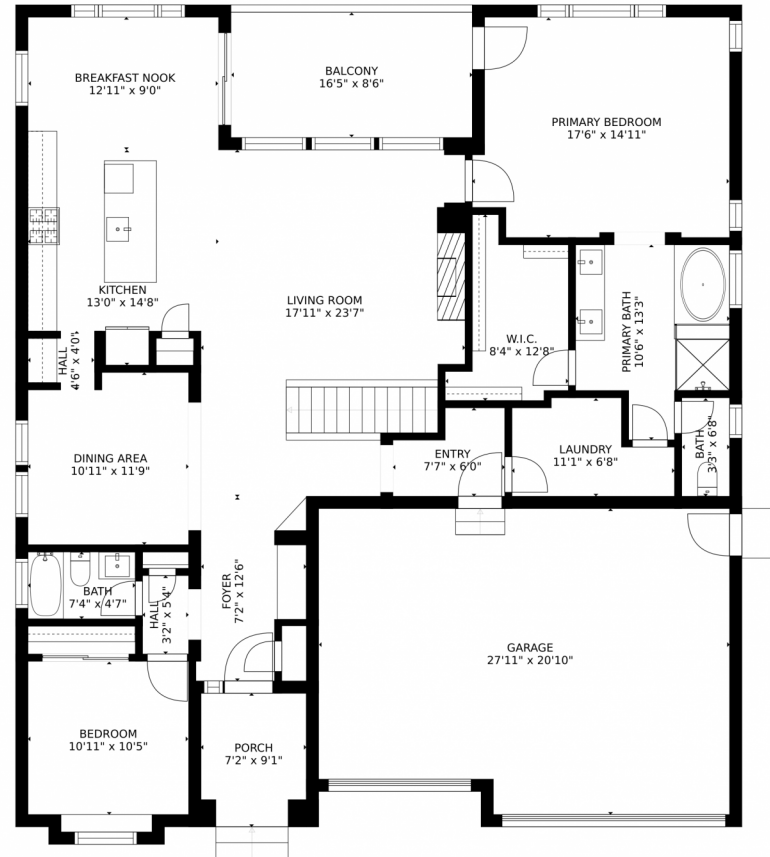 BREAKFAST NOOK
12'11" x 9'0"
BALCONY
16'5" x 8'6"
PRIMARY BEDROOM
17'6" x 14'11"
KITCHEN
13'0" x 14'8"
LIVING ROOM
17'11" x 23'7"
HALL
4'6" x 4'0"
W.I.C.
8'4" x 12'8"
PRIMARY BATH
10'6" x 13'3"
DINING AREA
10'11" x 11'9"
ENTRY
7'7" x 6'0"
LAUNDRY
11'1" x 6'8"
BATH
3'3" x 6'8"
BATH
7'4" x 4'7"
HALL
3'2" x 5'4"
FOYER
7'2" x 12'6"
GARAGE
27'11" x 20'10"
BEDROOM
10'11" x 10'5"
PORCH
7'2" x 9'1"